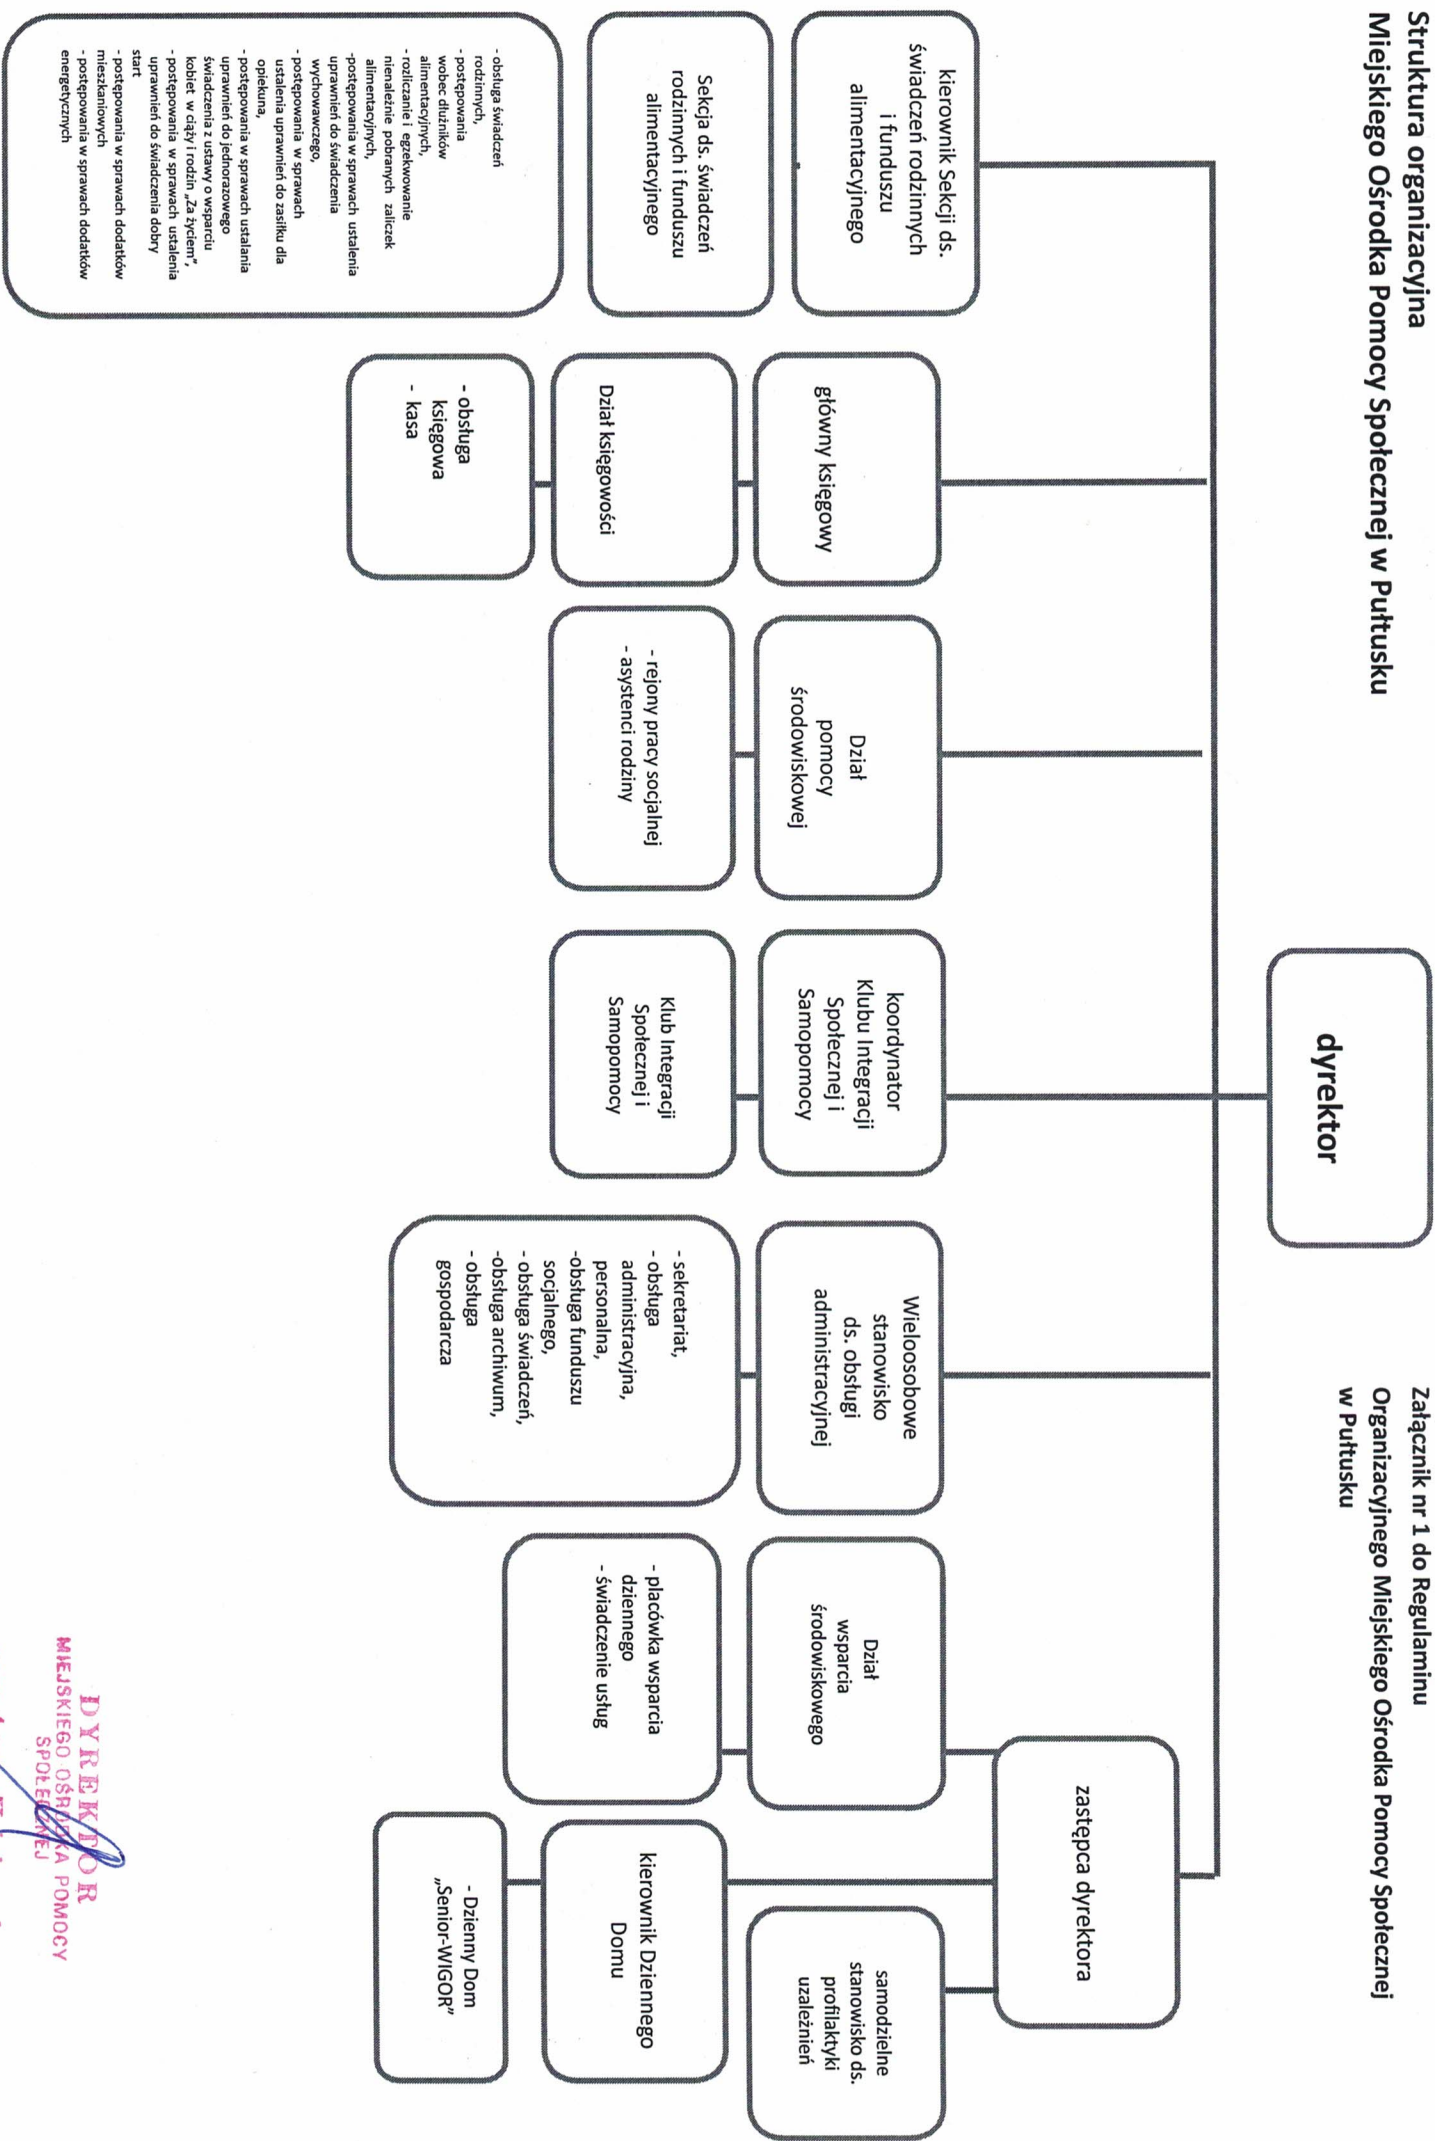 Struktura organizacyjna
Miejskiego Ośrodka Pomocy Społecznej w Pułtusku
Załącznik nr 1 do Regulaminu
Organizacyjnego Miejskiego Ośrodka Pomocy Społecznej
w Pułtusku
dyrektor
zastępca dyrektora
kierownik Sekcji ds.
świadczeń rodzinnych
i funduszu
alimentacyjnego
główny księgowy
Dział
pomocy
środowiskowej
koordynator
Klubu Integracji
Społecznej i
Samopomocy
Wieloosobowe
stanowisko
ds. obsługi
administracyjnej
Dział
wsparcia
środowiskowego
samodzielne
stanowisko ds.
profilaktyki
uzależnień
Sekcja ds. świadczeń
rodzinnych i funduszu
alimentacyjnego
Dział księgowości
- rejony pracy socjalnej
- asystenci rodziny
Klub Integracji
Społecznej i
Samopomocy
- sekretariat,
- obsługa
administracyjna,
personalna,
-obsługa funduszu
socjalnego,
- obsługa świadczeń,
-obsługa archiwum,
- obsługa
gospodarcza
- placówka wsparcia
dziennego
- świadczenie usług
kierownik Dziennego
Domu
- obsługa
księgowa
- kasa
- Dzienny Dom
„Senior-WIGOR”
- obsługa świadczeń
rodzinnych,
- postępowania
wobec dłużników
alimentacyjnych,
- rozliczanie i egzekwowanie
nienależnie pobranych zaliczek
alimentacyjnych,
-postępowania w sprawach ustalenia
uprawnień do świadczenia
wychowawczego,
- postępowania w sprawach
ustalenia uprawnień do zasiłku dla
opiekuna,
- postępowania w sprawach ustalania
uprawnień do jednorazowego
świadczenia z ustawy o wsparciu
kobiet w ciąży i rodzin „Za życiem”,
- postępowania w sprawach ustalenia
uprawnień do świadczenia dobry
start
- postępowania w sprawach dodatków
mieszkaniowych
- postępowania w sprawach dodatków
energetycznych
DYREKTOR
MIEJSKIEGO OŚRODKA POMOCY
SPOŁECZNEJ